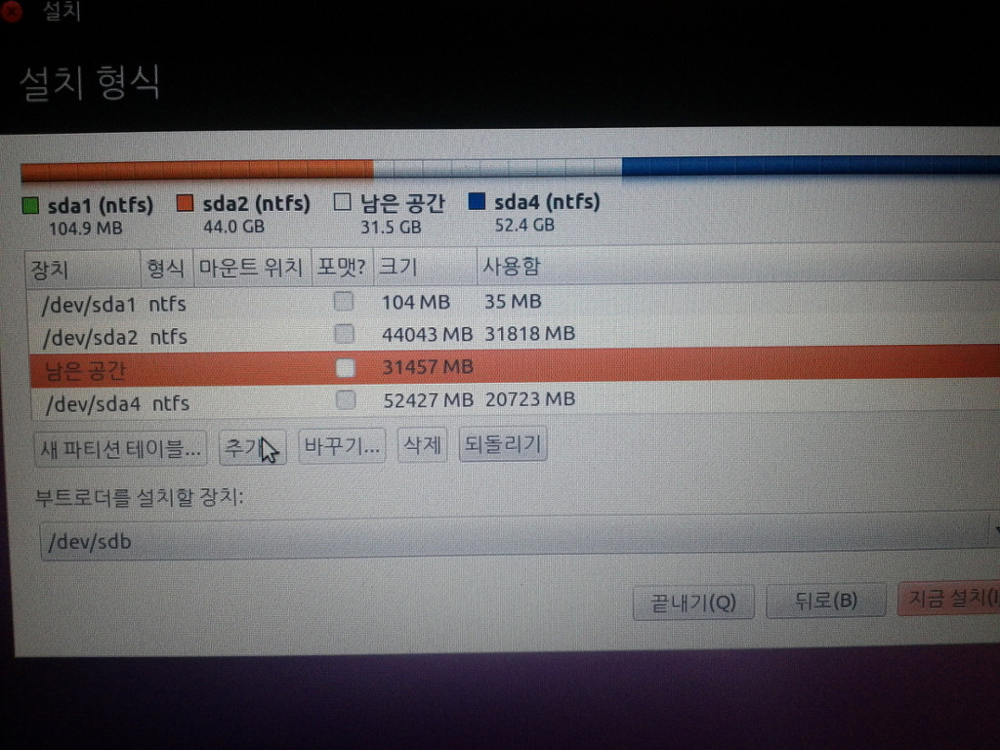 설치
설치 형식
sda1 (ntfs) sda2 (ntfs) 남은 공간 sda4 (ntfs)
104.9 MB 44.0 GB 31.5 GB 52.4 GB
장치 형식 마운트 위치 포맷? 크기 사용함
/dev/sda1 ntfs 104 MB 35 MB
/dev/sda2 ntfs 44043 MB 31818 MB
남은 공간 31457 MB
/dev/sda4 ntfs 52427 MB 20723 MB
새 파티션 테이블... 추가 바꾸기... 삭제 되돌리기
부트로더를 설치할 장치:
/dev/sdb
끝내기(Q) 뒤로(B) 지금 설치(I